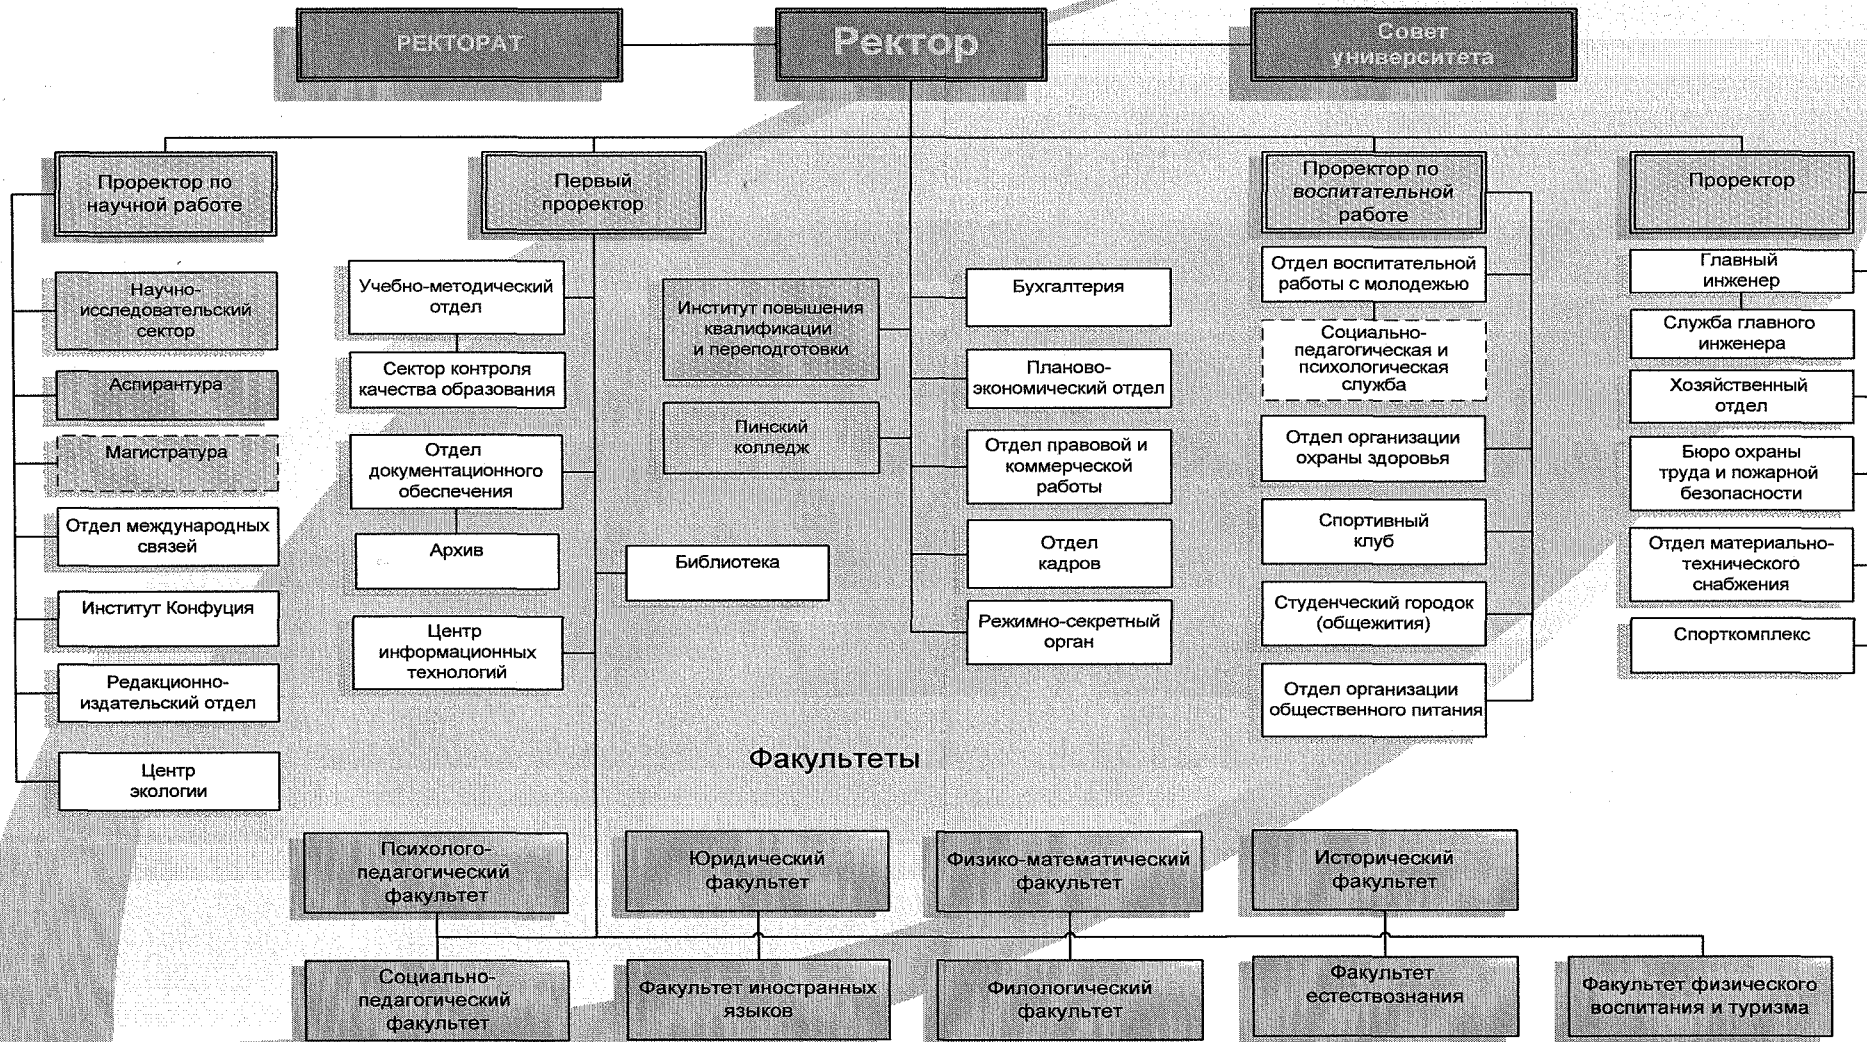 РЕКТОРАТ
Ректор
Совет
университета
Проректор по
научной работе
Первый
проректор
Проректор по
воспитательной
работе
Проректор
Научно-
исследовательский
сектор
Аспирантура
Магистратура
Отдел международных
связей
Институт Конфуция
Редакционно-
издательский отдел
Центр
экологии
Учебно-методический
отдел
Сектор контроля
качества образования
Отдел
документационного
обеспечения
Архив
Центр
информационных
технологий
Библиотека
Институт повышения
квалификации
и переподготовки
Пинский
колледж
Бухгалтерия
Планово-
экономический отдел
Отдел правовой и
коммерческой
работы
Отдел
кадров
Режимно-секретный
орган
Отдел воспитательной
работы с молодежью
Социально-
педагогическая и
психологическая
служба
Отдел организации
охраны здоровья
Спортивный
клуб
Студенческий городок
(общежития)
Отдел организации
общественного питания
Главный
инженер
Служба главного
инженера
Хозяйственный
отдел
Бюро охраны
труда и пожарной
безопасности
Отдел материально-
технического
снабжения
Спорткомплекс
Факультеты
Психолого-
педагогический
факультет
Юридический
факультет
Физико-математический
факультет
Исторический
факультет
Социально-
педагогический
факультет
Факультет иностранных
языков
Филологический
факультет
Факультет
естествознания
Факультет физического
воспитания и туризма